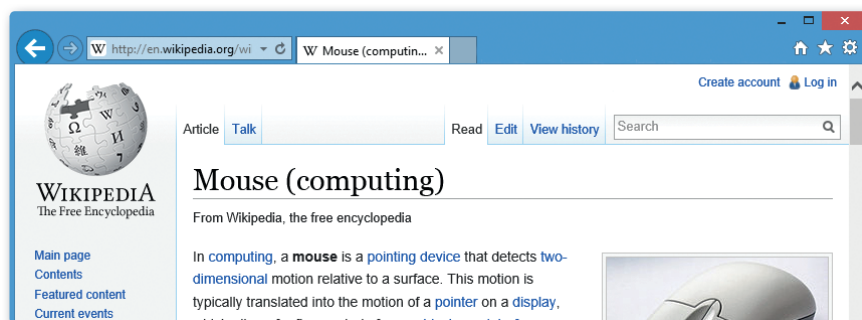 W http://en.wikipedia.org/wi
W Mouse (computin...
Create account Log in
Article Talk Read Edit View history Search
Ω W И 維 7
WIKIPEDIA
The Free Encyclopedia
Mouse (computing)
From Wikipedia, the free encyclopedia
Main page
Contents
Featured content
Current events
In computing, a mouse is a pointing device that detects two-
dimensional motion relative to a surface. This motion is
typically translated into the motion of a pointer on a display,